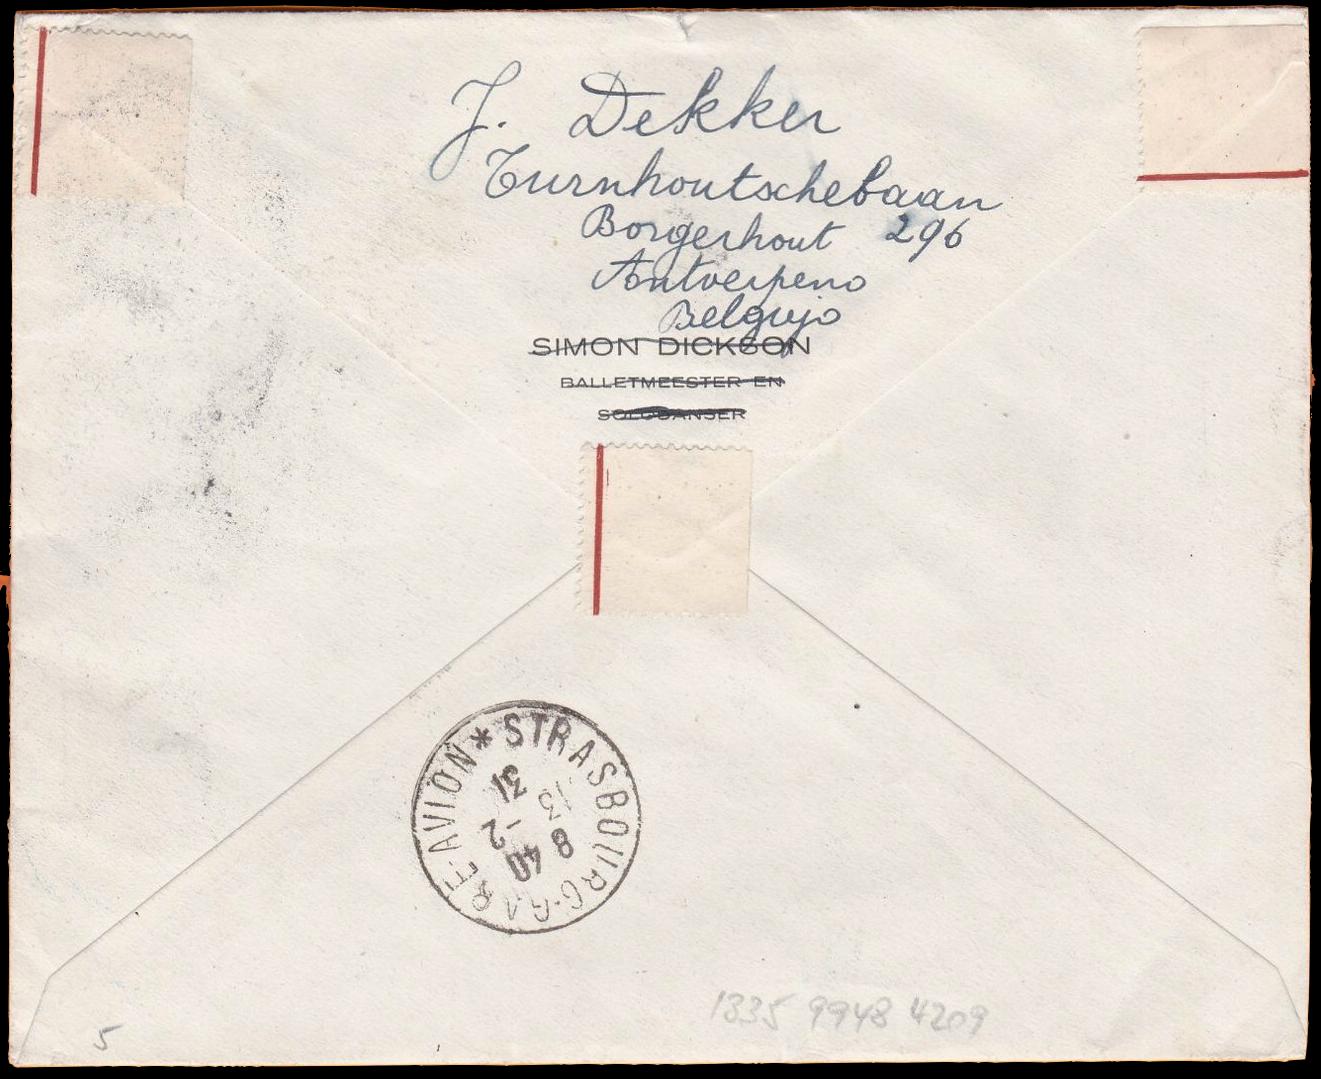 J. Dekker
Turnhoutschebaan
Borgerhout 296
Antwerpen
Belgie
SIMON DICKSON
BALLETMEESTER EN
SOLODANSER
STRASBOURG-GARE-AVION *
8 40
13 -2
31
1335 9948 4209
5